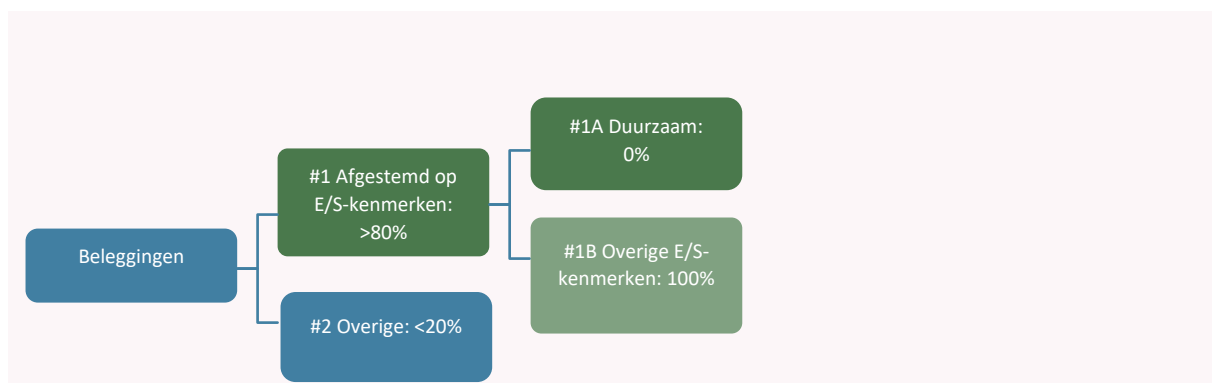 Beleggingen
#1 Afgestemd op
E/S-kenmerken:
>80%
#2 Overige: <20%
#1A Duurzaam:
0%
#1B Overige E/S-
kenmerken: 100%